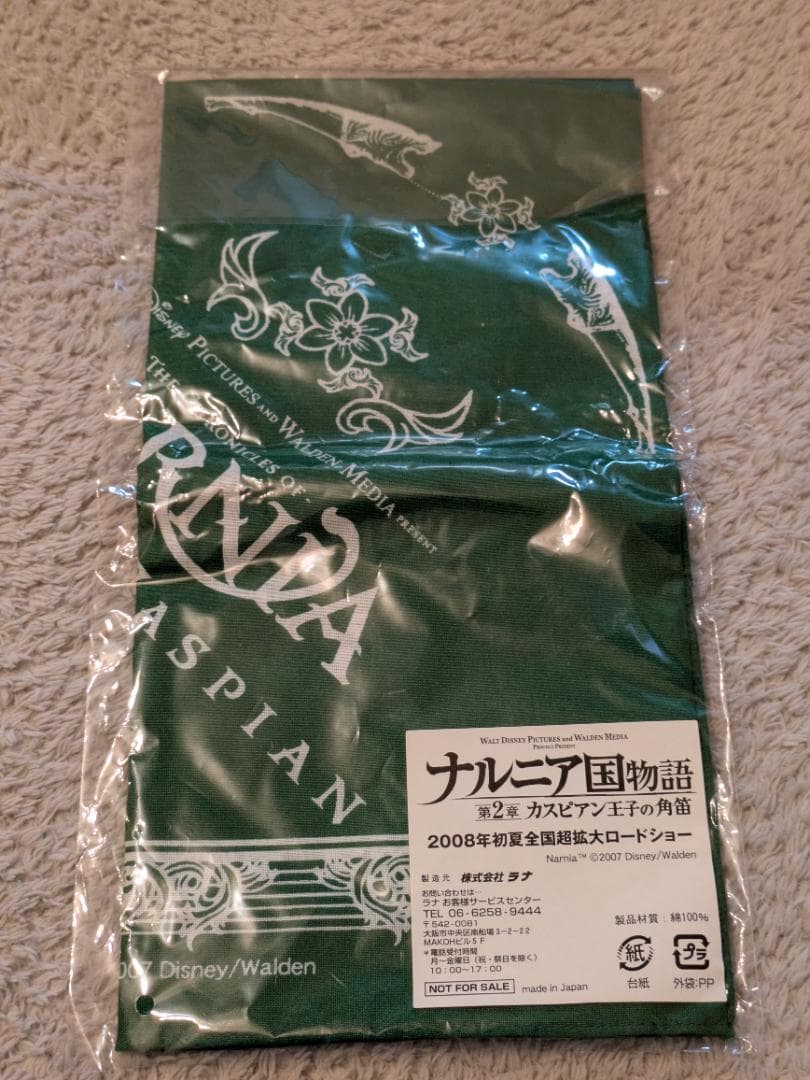 Disney Pictures and Walden Media present
The Chronicles of
RNIA
ASPIAN
007 Disney/Walden
Walt Disney Pictures and Walden Media
Present
ナルニア国物語
第2章 カスピアン王子の角笛
2008年初夏全国超拡大ロードショー
Narnia™ ©2007 Disney/Walden
製造元 株式会社 ラナ
お問い合わせは…
ラナ お客様サービスセンター
TEL 06-6258-9444
〒542-0081
大阪市中央区南船場3-2-22
MAKOHビル5F
*電話受付時間
月〜金曜日(祝・祭日を除く)
10:00〜17:00
NOT FOR SALE made in Japan
製品材質:綿100%
紙 プラ
台紙 外袋:PP